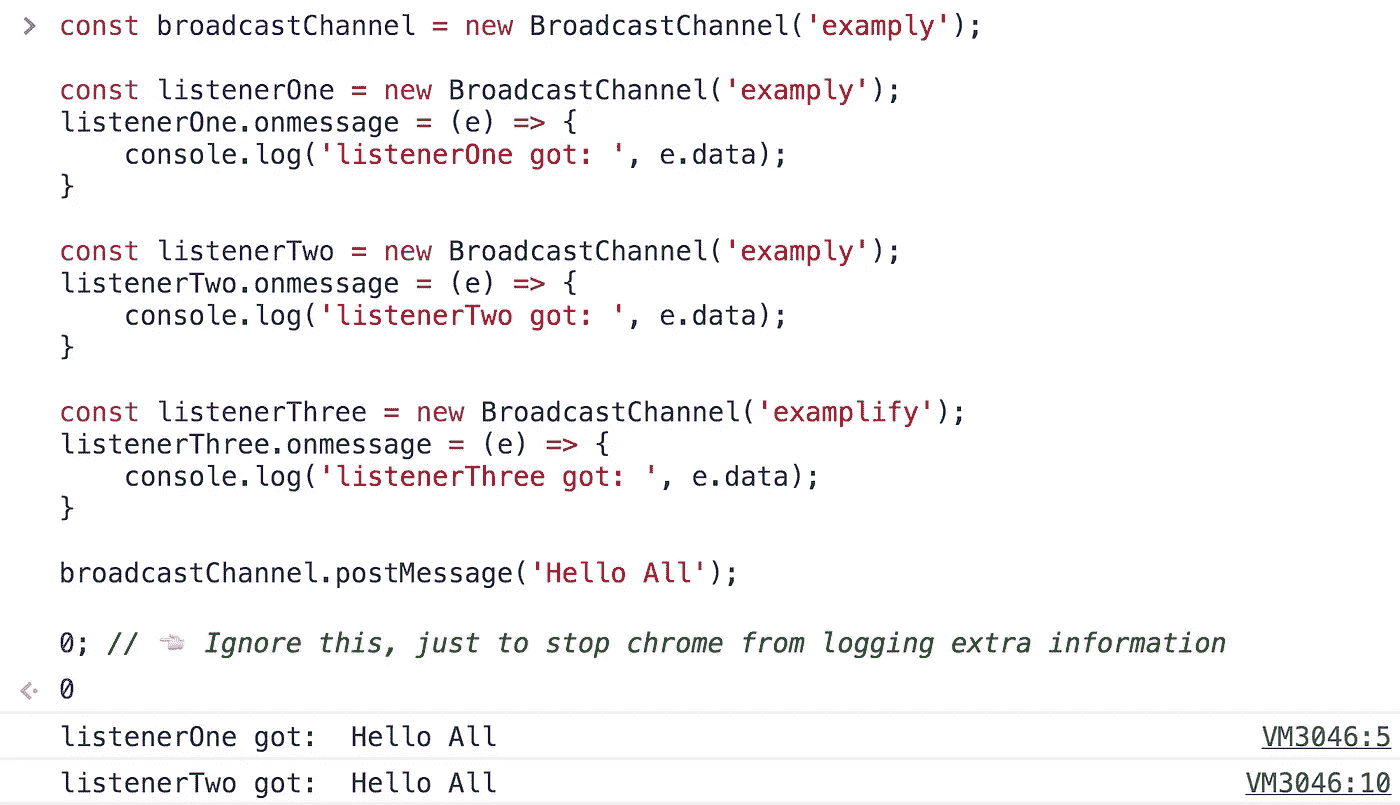 > const broadcastChannel = new BroadcastChannel('examply');
const listenerOne = new BroadcastChannel('examply');
listenerOne.onmessage = (e) => {
    console.log('listenerOne got: ', e.data);
}
const listenerTwo = new BroadcastChannel('examply');
listenerTwo.onmessage = (e) => {
    console.log('listenerTwo got: ', e.data);
}
const listenerThree = new BroadcastChannel('examplify');
listenerThree.onmessage = (e) => {
    console.log('listenerThree got: ', e.data);
}
broadcastChannel.postMessage('Hello All');
0; // 👈 Ignore this, just to stop chrome from logging extra information
0
listenerOne got:  Hello All VM3046:5
listenerTwo got:  Hello All VM3046:10